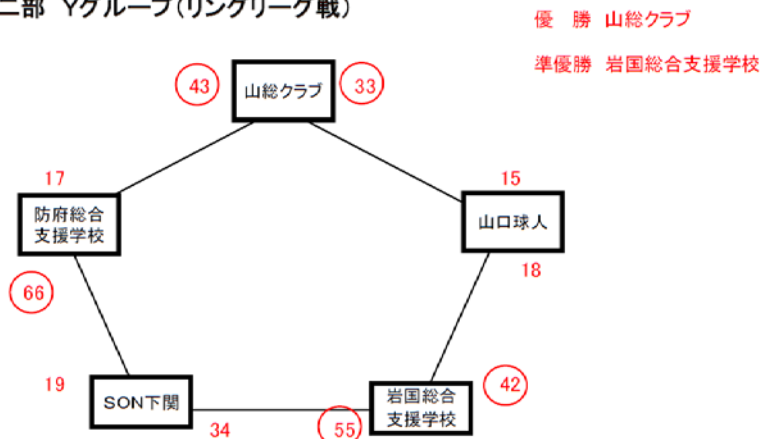 二部 Yグループ(リングリーグ戦)
優 勝 山総クラブ
準優勝 岩国総合支援学校
43
山総クラブ
33
17
15
防府総合
支援学校
山口球人
66
18
19
SON下関
34
55
岩国総合
支援学校
42